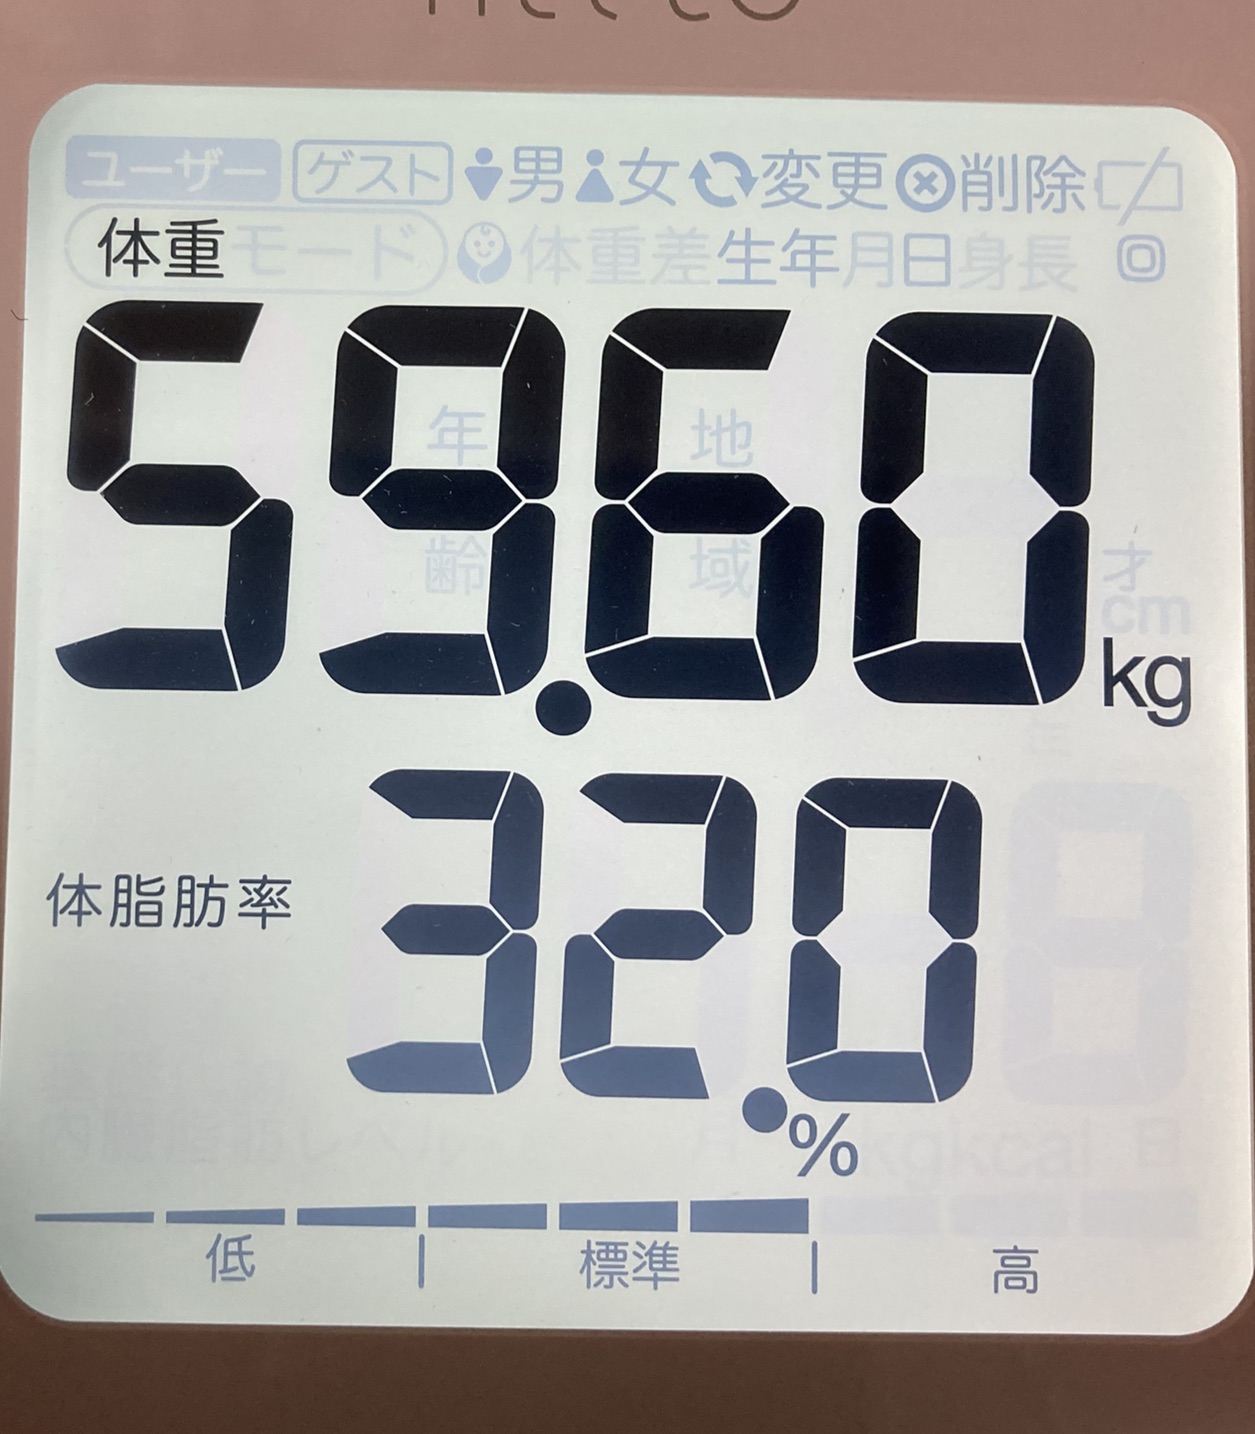 ユーザー ゲスト 男 女 変更 削除
体重モード 体重差 生年月日 身長
59.60 kg
年齢 地域 才 cm
体脂肪率 32.0 %
kgkcal 日
低 標準 高